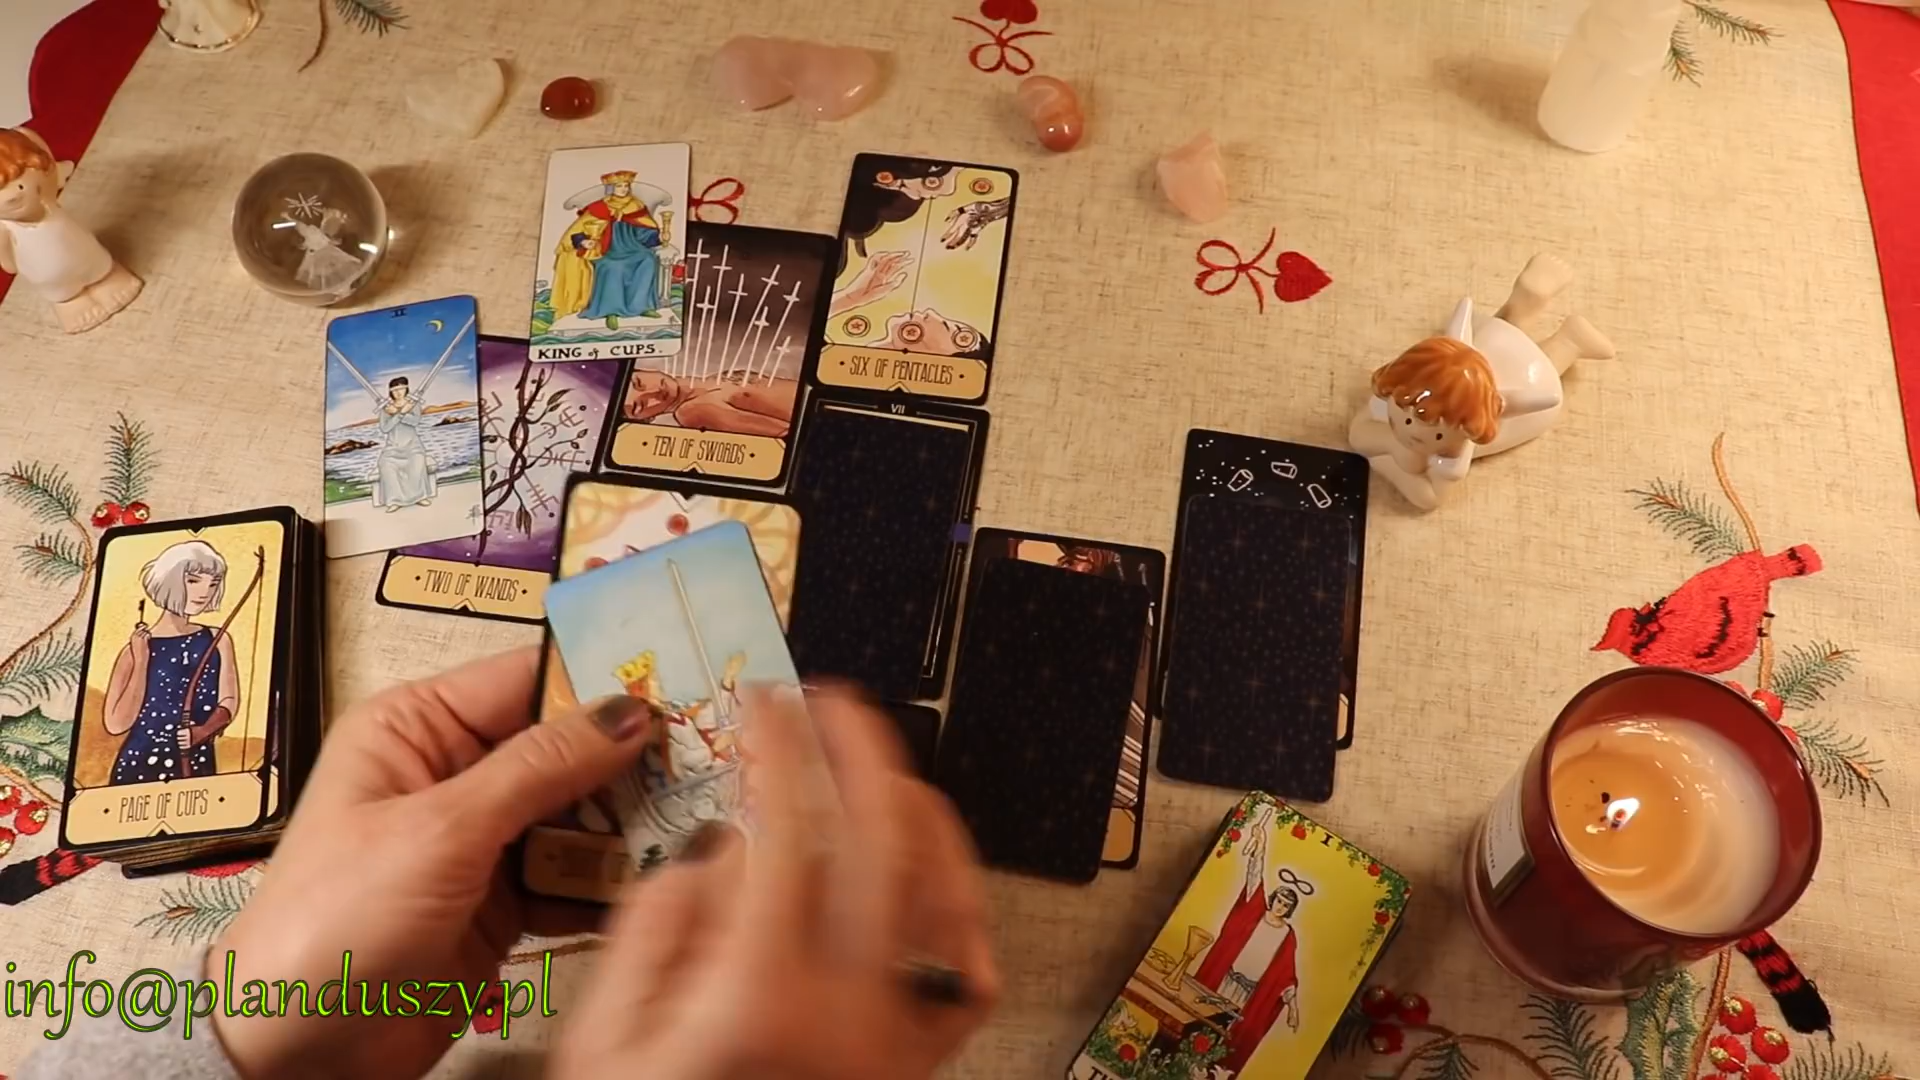 II
KING of CUPS.
SIX OF PENTACLES
VII
TEN OF SWORDS
TWO OF WANDS
PAGE OF CUPS
I
info@planduszy.pl